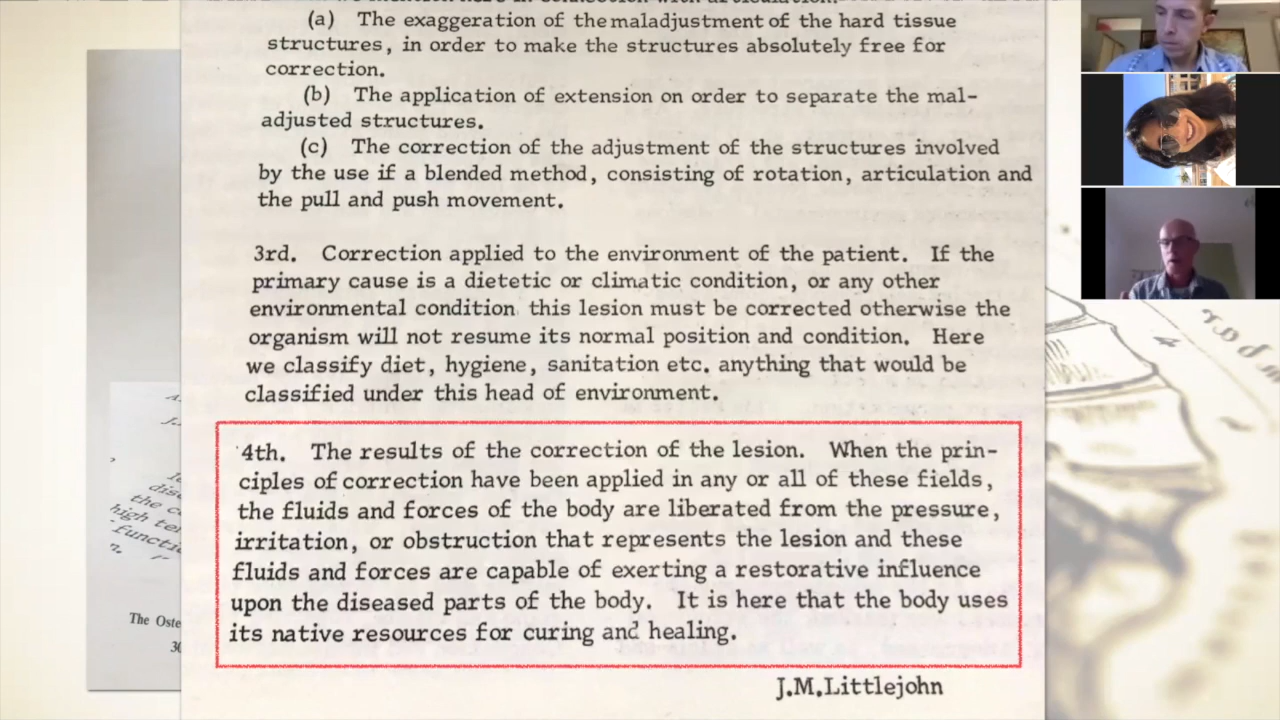 (a) The exaggeration of the maladjustment of the hard tissue
structures, in order to make the structures absolutely free for
correction.
(b) The application of extension on order to separate the mal-
adjusted structures.
(c) The correction of the adjustment of the structures involved
by the use if a blended method, consisting of rotation, articulation and
the pull and push movement.
3rd. Correction applied to the environment of the patient. If the
primary cause is a dietetic or climatic condition, or any other
environmental condition this lesion must be corrected otherwise the
organism will not resume its normal position and condition. Here
we classify diet, hygiene, sanitation etc. anything that would be
classified under this head of environment.
4th. The results of the correction of the lesion. When the prin-
ciples of correction have been applied in any or all of these fields,
the fluids and forces of the body are liberated from the pressure,
irritation, or obstruction that represents the lesion and these
fluids and forces are capable of exerting a restorative influence
upon the diseased parts of the body. It is here that the body uses
its native resources for curing and healing.
J.M.Littlejohn
the c
high te
The Oste